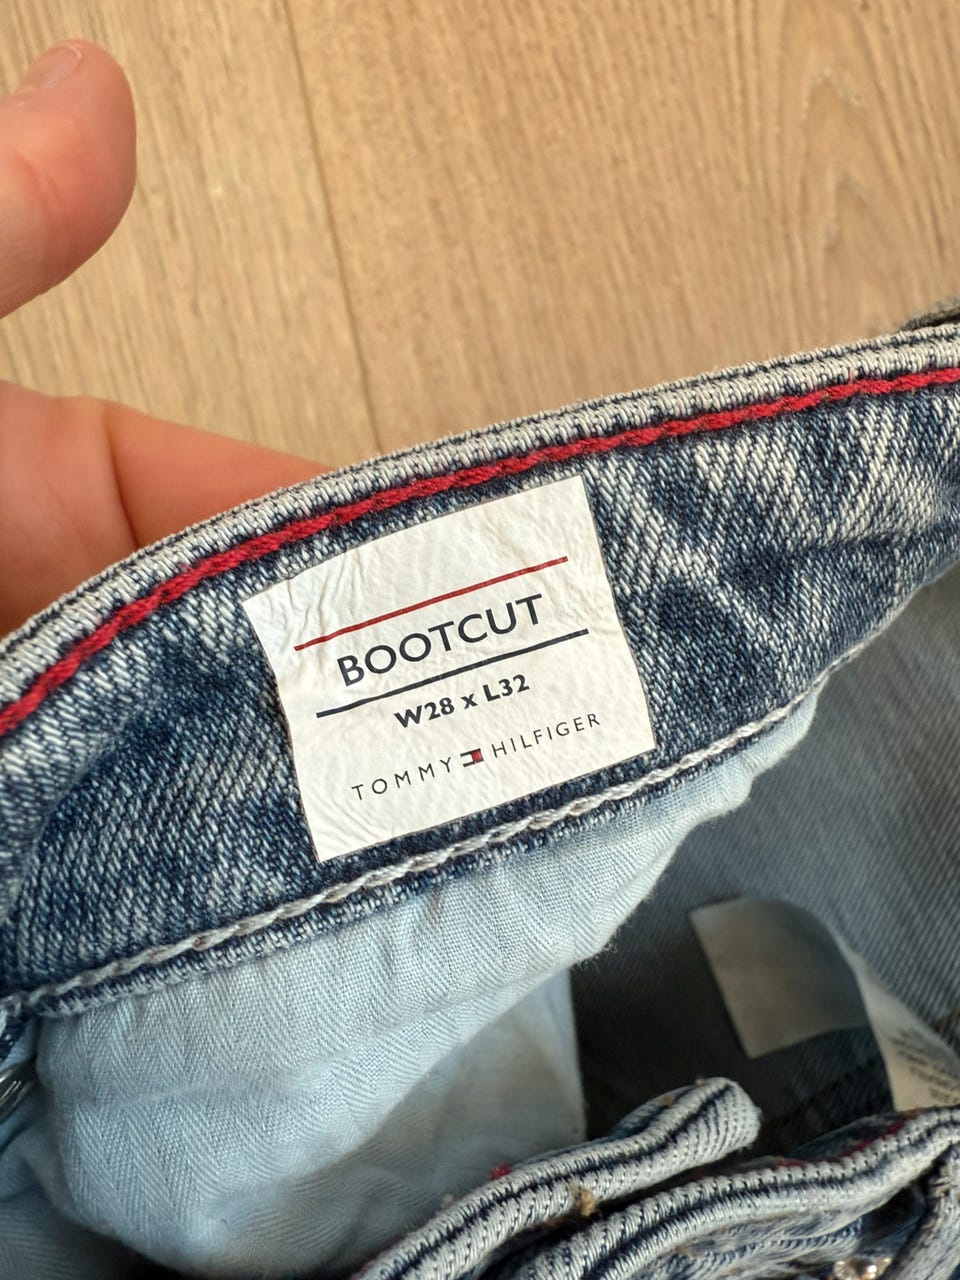 BOOTCUT
W28 x L32
TOMMY HILFIGER